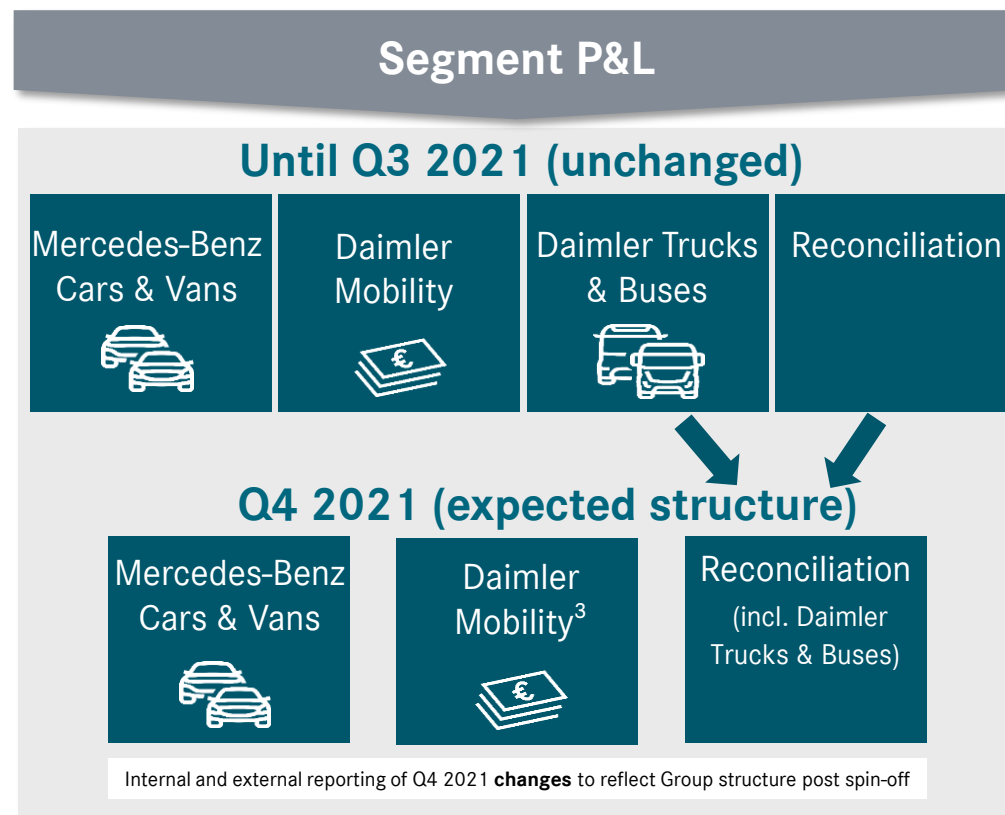 Segment P&L
Until Q3 2021 (unchanged)
Mercedes-Benz
Cars & Vans
Daimler
Mobility
€
Daimler Trucks
& Buses
Reconciliation
Q4 2021 (expected structure)
Mercedes-Benz
Cars & Vans
Daimler
Mobility³
€
Reconciliation
(incl. Daimler
Trucks & Buses)
Internal and external reporting of Q4 2021 changes to reflect Group structure post spin-off